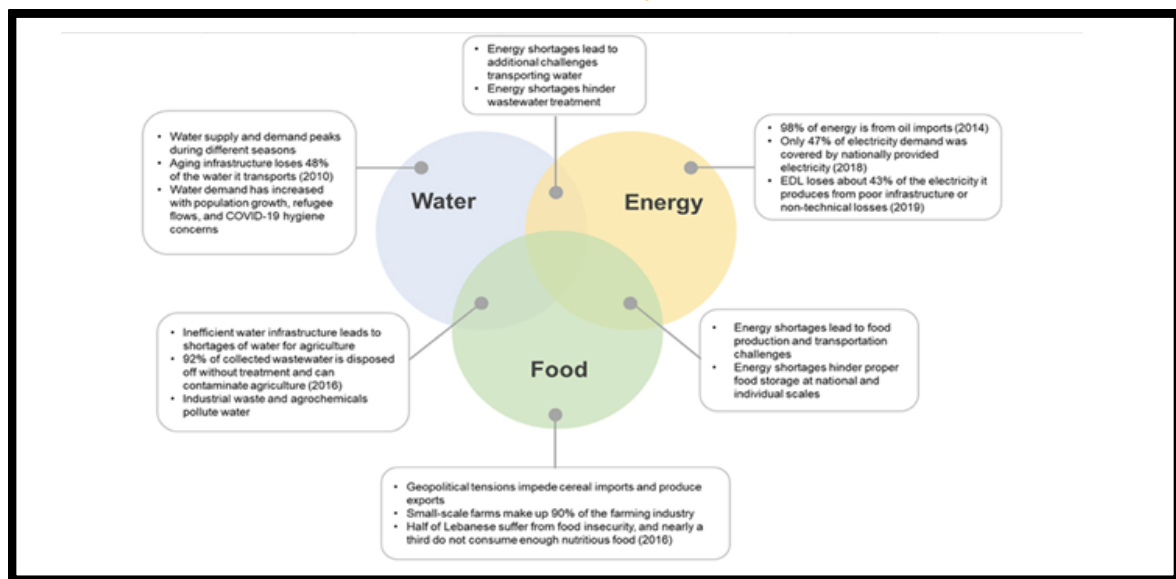 • Energy shortages lead to
additional challenges
transporting water
• Energy shortages hinder
wastewater treatment
• Water supply and demand peaks
during different seasons
• Aging infrastructure loses 48%
of the water it transports (2010)
• Water demand has increased
with population growth, refugee
flows, and COVID-19 hygiene
concerns
• 98% of energy is from oil imports (2014)
• Only 47% of electricity demand was
covered by nationally provided
electricity (2018)
• EDL loses about 43% of the electricity it
produces from poor infrastructure or
non-technical losses (2019)
Water
Energy
• Inefficient water infrastructure leads to
shortages of water for agriculture
• 92% of collected wastewater is disposed
off without treatment and can
contaminate agriculture (2016)
• Industrial waste and agrochemicals
pollute water
• Energy shortages lead to food
production and transportation
challenges
• Energy shortages hinder proper
food storage at national and
individual scales
Food
• Geopolitical tensions impede cereal imports and produce
exports
• Small-scale farms make up 90% of the farming industry
• Half of Lebanese suffer from food insecurity, and nearly a
third do not consume enough nutritious food (2016)